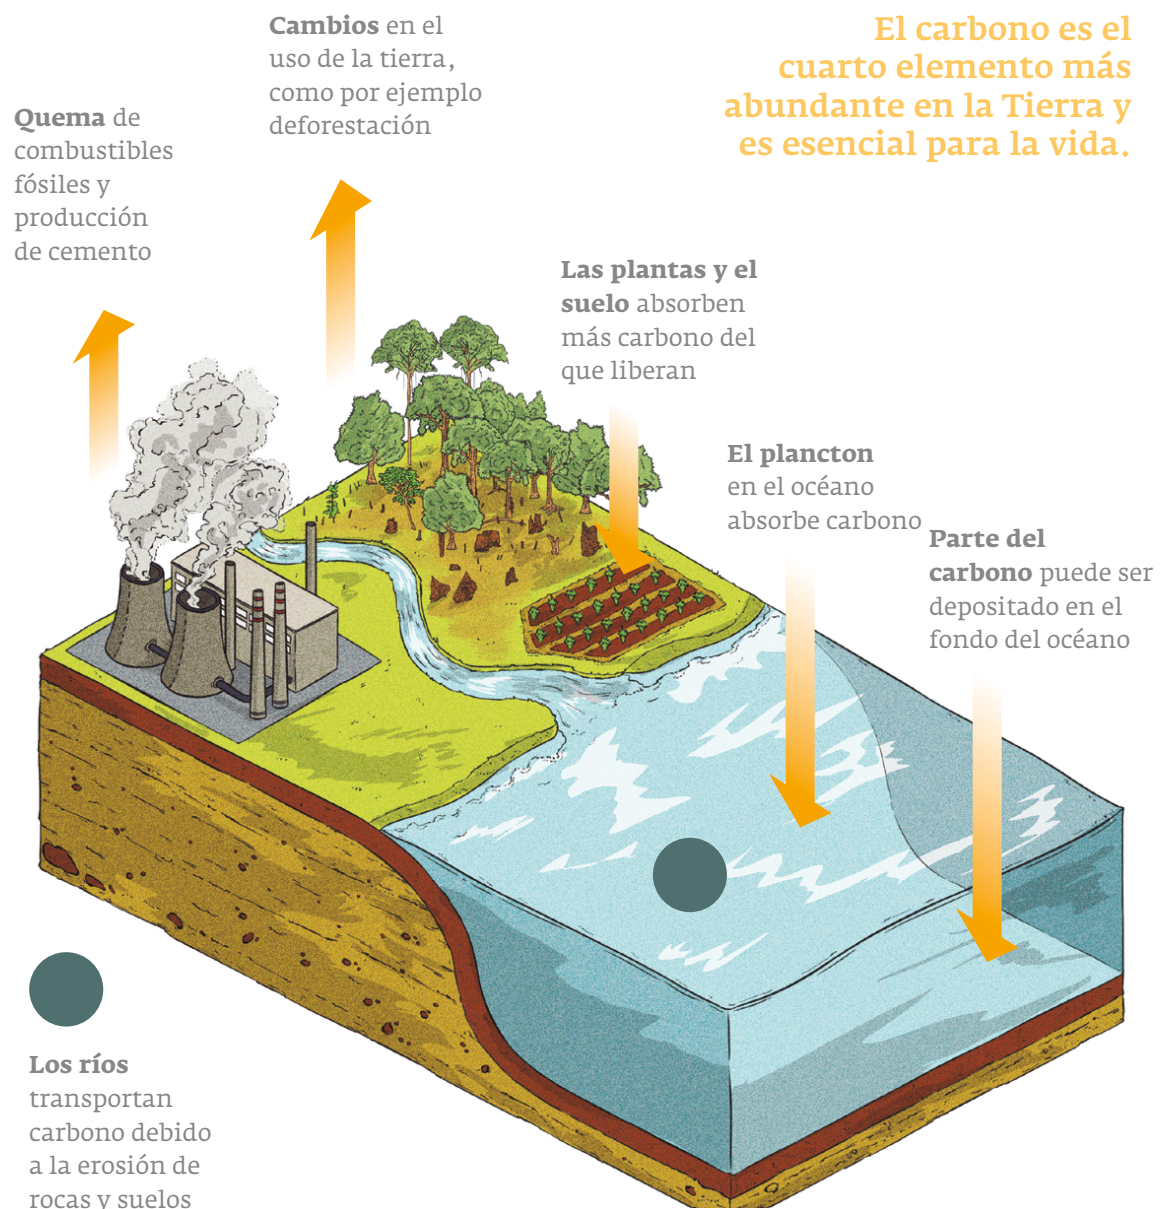 Cambios en el
uso de la tierra,
como por ejemplo
deforestación
El carbono es el
cuarto elemento más
abundante en la Tierra y
es esencial para la vida.
Quema de
combustibles
fósiles y
producción
de cemento
Las plantas y el
suelo absorben
más carbono del
que liberan
El plancton
en el océano
absorbe carbono
Parte del
carbono puede ser
depositado en el
fondo del océano
Los ríos
transportan
carbono debido
a la erosión de
rocas y suelos